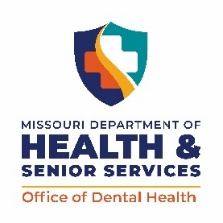 MISSOURI DEPARTMENT OF
HEALTH &
SENIOR SERVICES
Office of Dental Health